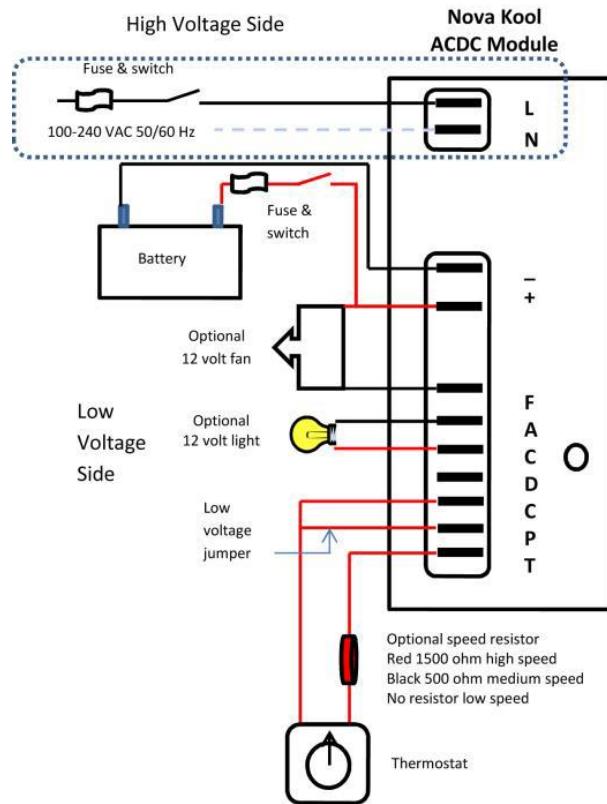 High Voltage Side
Nova Kool
ACDC Module
Fuse & switch
L
100-240 VAC 50/60 Hz
N
Fuse &
switch
Battery
–
+
Optional
12 volt fan
Low
Voltage
Side
Optional
12 volt light
F
A
C
D
C
P
T
Low
voltage
jumper
Optional speed resistor
Red 1500 ohm high speed
Black 500 ohm medium speed
No resistor low speed
Thermostat